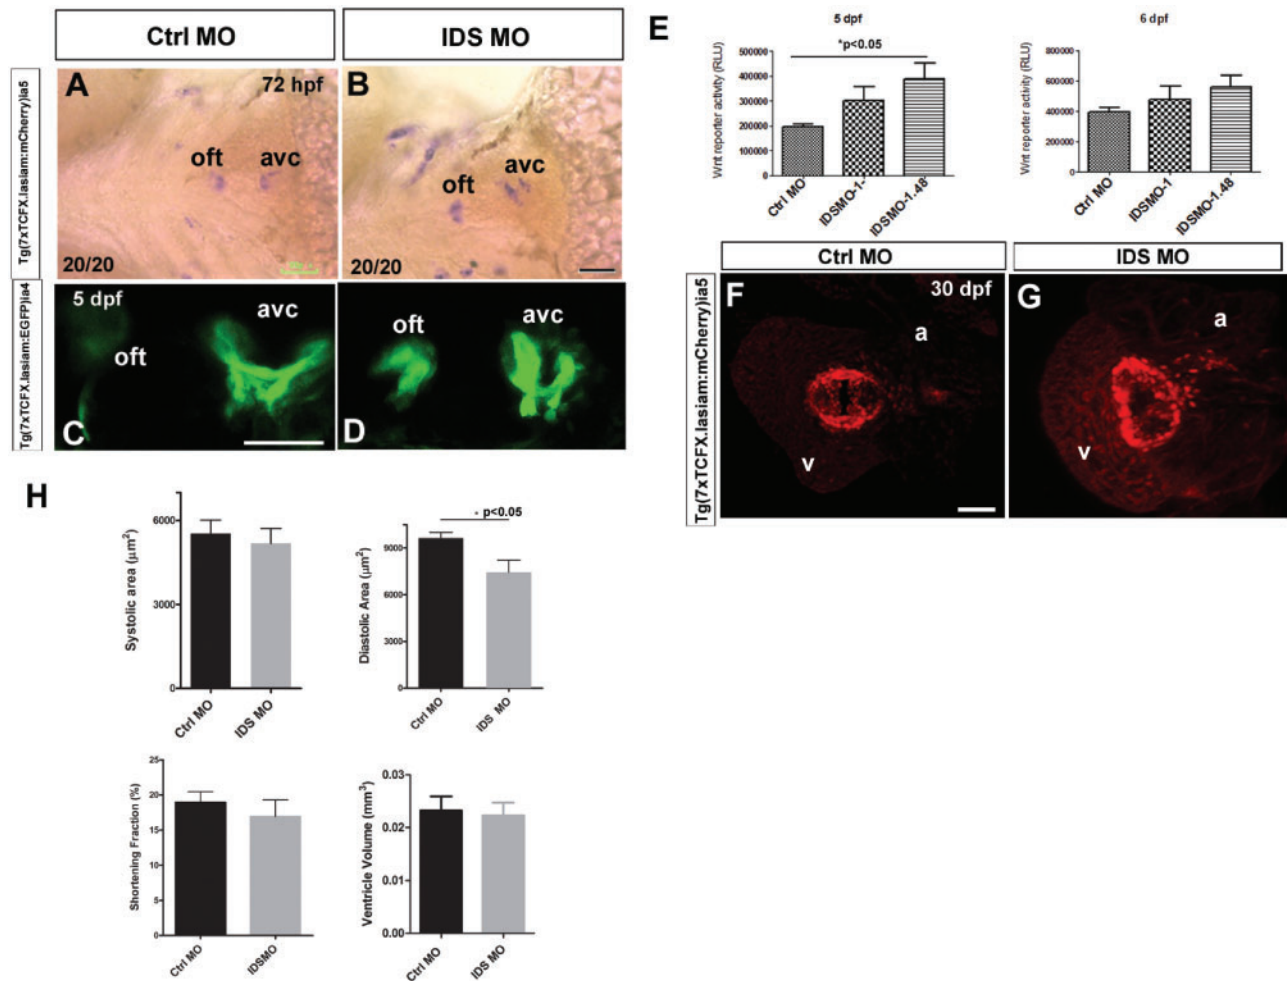 Ctrl MO
IDS MO
Tg(7xTCFX.lasiam:mCherry)ia5
A
72 hpf
oft
avc
20/20
B
oft
avc
20/20
Tg(7xTCFX.lasiam:EGFP)ia4
5 dpf
oft
avc
C
oft
avc
D
E
5 dpf
*p<0.05
Wnt reporter activity (RLU)
500000
400000
300000
200000
100000
0
Ctrl MO
IDSMO-1
IDSMO-1.48
6 dpf
Wnt reporter activity (RLU)
800000
600000
400000
200000
0
Ctrl MO
IDSMO-1
IDSMO-1.48
Ctrl MO
IDS MO
Tg(7xTCFX.lasiam:mCherry)ia5
F
30 dpf
a
v
G
a
v
H
Systolic area (μm²)
6000
3000
0
Ctrl MO
IDS MO
- p<0.05
Diastolic Area (μm²)
9000
6000
3000
0
Ctrl MO
IDS MO
Shortening Fraction (%)
25
20
15
10
5
0
Ctrl MO
IDSMO
Ventricle Volume (mm³)
0.03
0.02
0.01
0.00
Ctrl MO
IDS MO